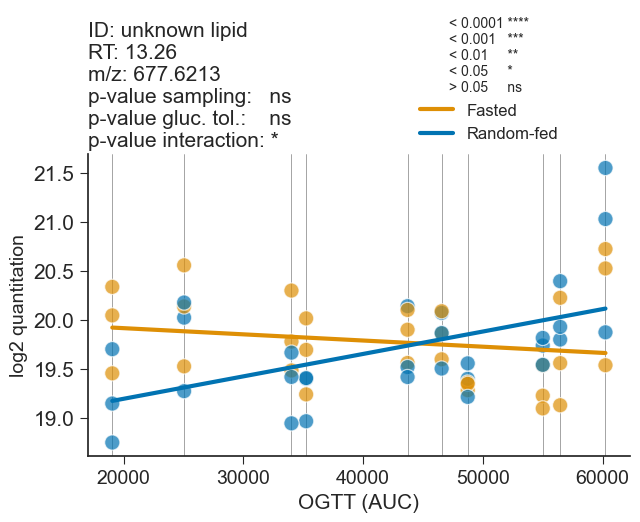 ID: unknown lipid
RT: 13.26
m/z: 677.6213
p-value sampling: ns
p-value gluc. tol.: ns
p-value interaction: *
< 0.0001 ****
< 0.001 ***
< 0.01 **
< 0.05 *
> 0.05 ns
Fasted
Random-fed
log2 quantitation
21.5
21.0
20.5
20.0
19.5
19.0
20000 30000 40000 50000 60000
OGTT (AUC)